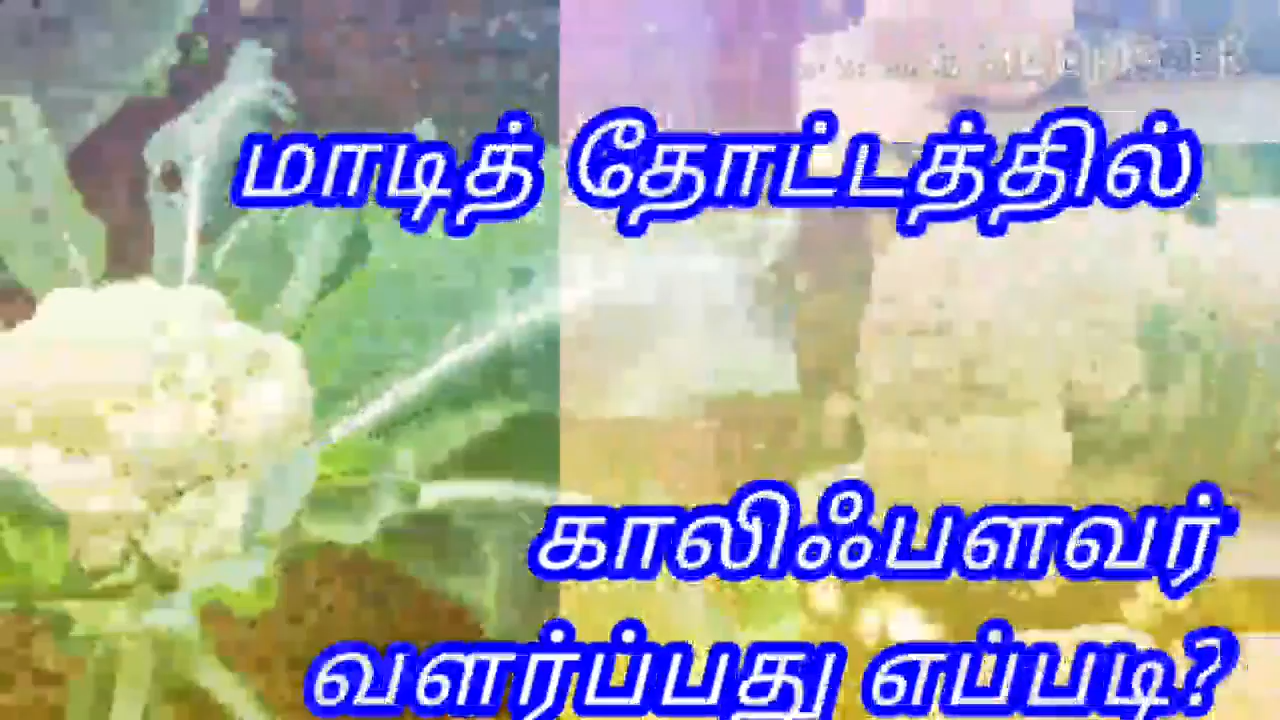 மாடித் தோட்டத்தில்
காலிஃபளவர்
வளர்ப்பது எப்படி?